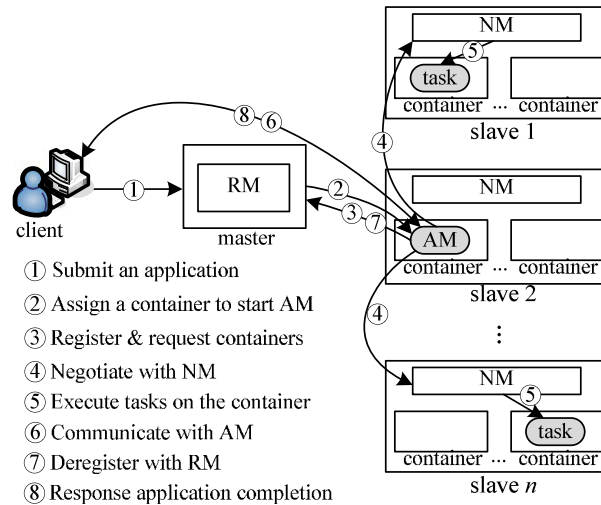 NM
⑤
task
container ... container
slave 1
④
⑧ ⑥
①
RM
master
client
②
③ ⑦
NM
AM
container ... container
slave 2
④
⋮
NM
⑤
task
container ... container
slave n
① Submit an application
② Assign a container to start AM
③ Register & request containers
④ Negotiate with NM
⑤ Execute tasks on the container
⑥ Communicate with AM
⑦ Deregister with RM
⑧ Response application completion